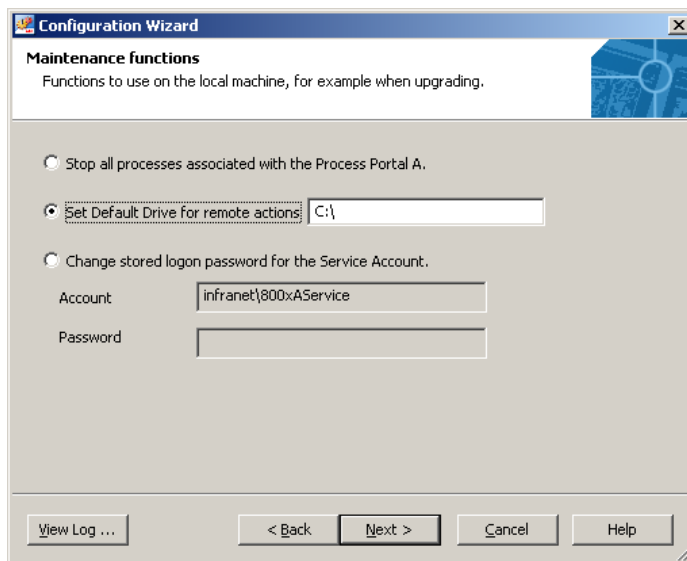 Configuration Wizard
Maintenance functions
Functions to use on the local machine, for example when upgrading.
Stop all processes associated with the Process Portal A.
Set Default Drive for remote actions C:\
Change stored logon password for the Service Account.
Account infranet\800xAService
Password
View Log ... < Back Next > Cancel Help